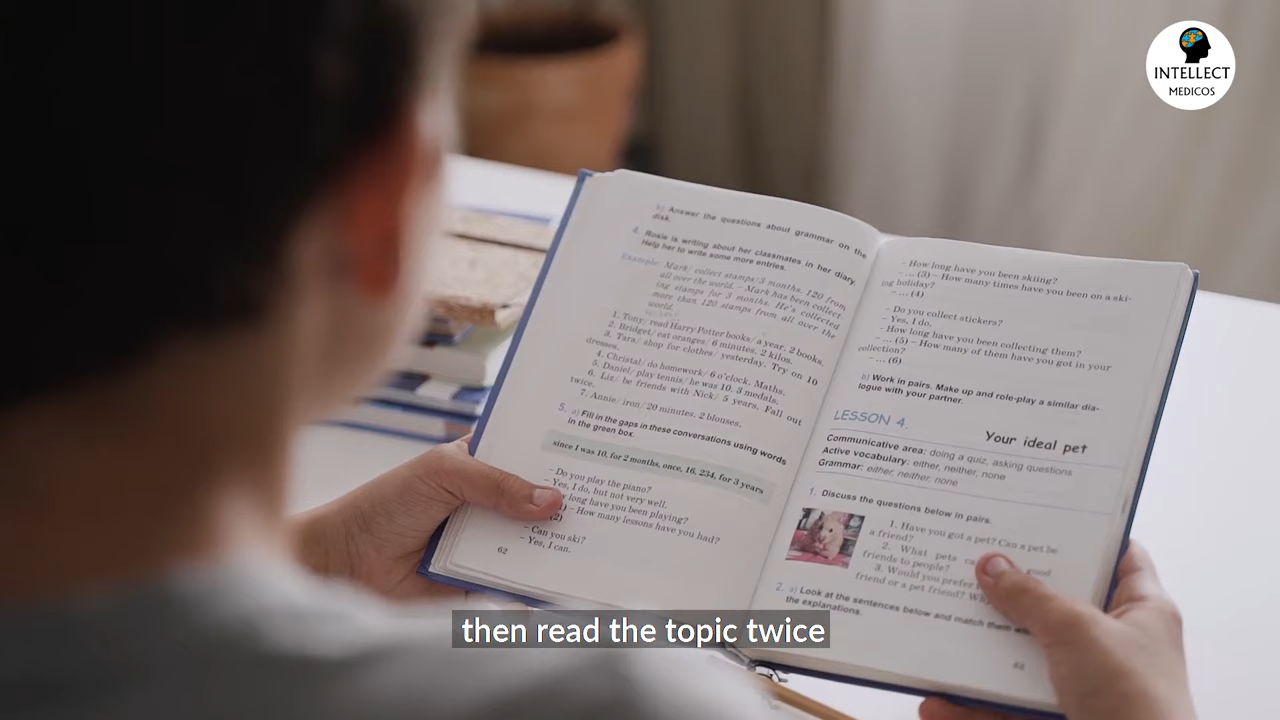 INTELLECT
MEDICOS
b) Answer the questions about grammar on the
disk.
4. Rosie is writing about her classmates in her diary.
Help her to write some more entries.
Example: Mark/ collect stamps/3 months, 120 from
all over the world. – Mark has been collect-
ing stamps for 3 months. He's collected
more than 120 stamps from all over the
world.
1. Tony/ read Harry Potter books/ a year, 2 books.
2. Bridget/ eat oranges/ 6 minutes, 2 kilos.
3. Tara/ shop for clothes/ yesterday. Try on 10
dresses.
4. Christal/ do homework/ 6 o'clock, Maths.
5. Daniel/ play tennis/ he was 10, 3 medals.
6. Liz/ be friends with Nick/ 5 years. Fall out
twice.
7. Annie/ iron/ 20 minutes, 2 blouses.
5. a) Fill in the gaps in these conversations using words
in the green box.
since I was 10, for 2 months, once, 16, 234, for 3 years
– Do you play the piano?
– Yes, I do, but not very well.
long have you been playing?
– How many lessons have you had?
(2)
– Can you ski?
– Yes, I can.
62
– How long have you been skiing?
– ... (3) – How many times have you been on a ski-
ing holiday?
– ... (4)
– Do you collect stickers?
– Yes, I do.
– How long have you been collecting them?
– ... (5) – How many of them have you got in your
collection?
– ... (6)
b) Work in pairs. Make up and role-play a similar dia-
logue with your partner.
LESSON 4.
Your ideal pet
Communicative area: doing a quiz, asking questions
Active vocabulary: either, neither, none
Grammar: either, neither, none
1. Discuss the questions below in pairs.
1. Have you got a pet? Can a pet be
a friend?
2. What pets good
friends to people?
3. Would you prefer
friend or a pet friend?
2. a) Look at the sentences below and match them
the explanations.
63
then read the topic twice